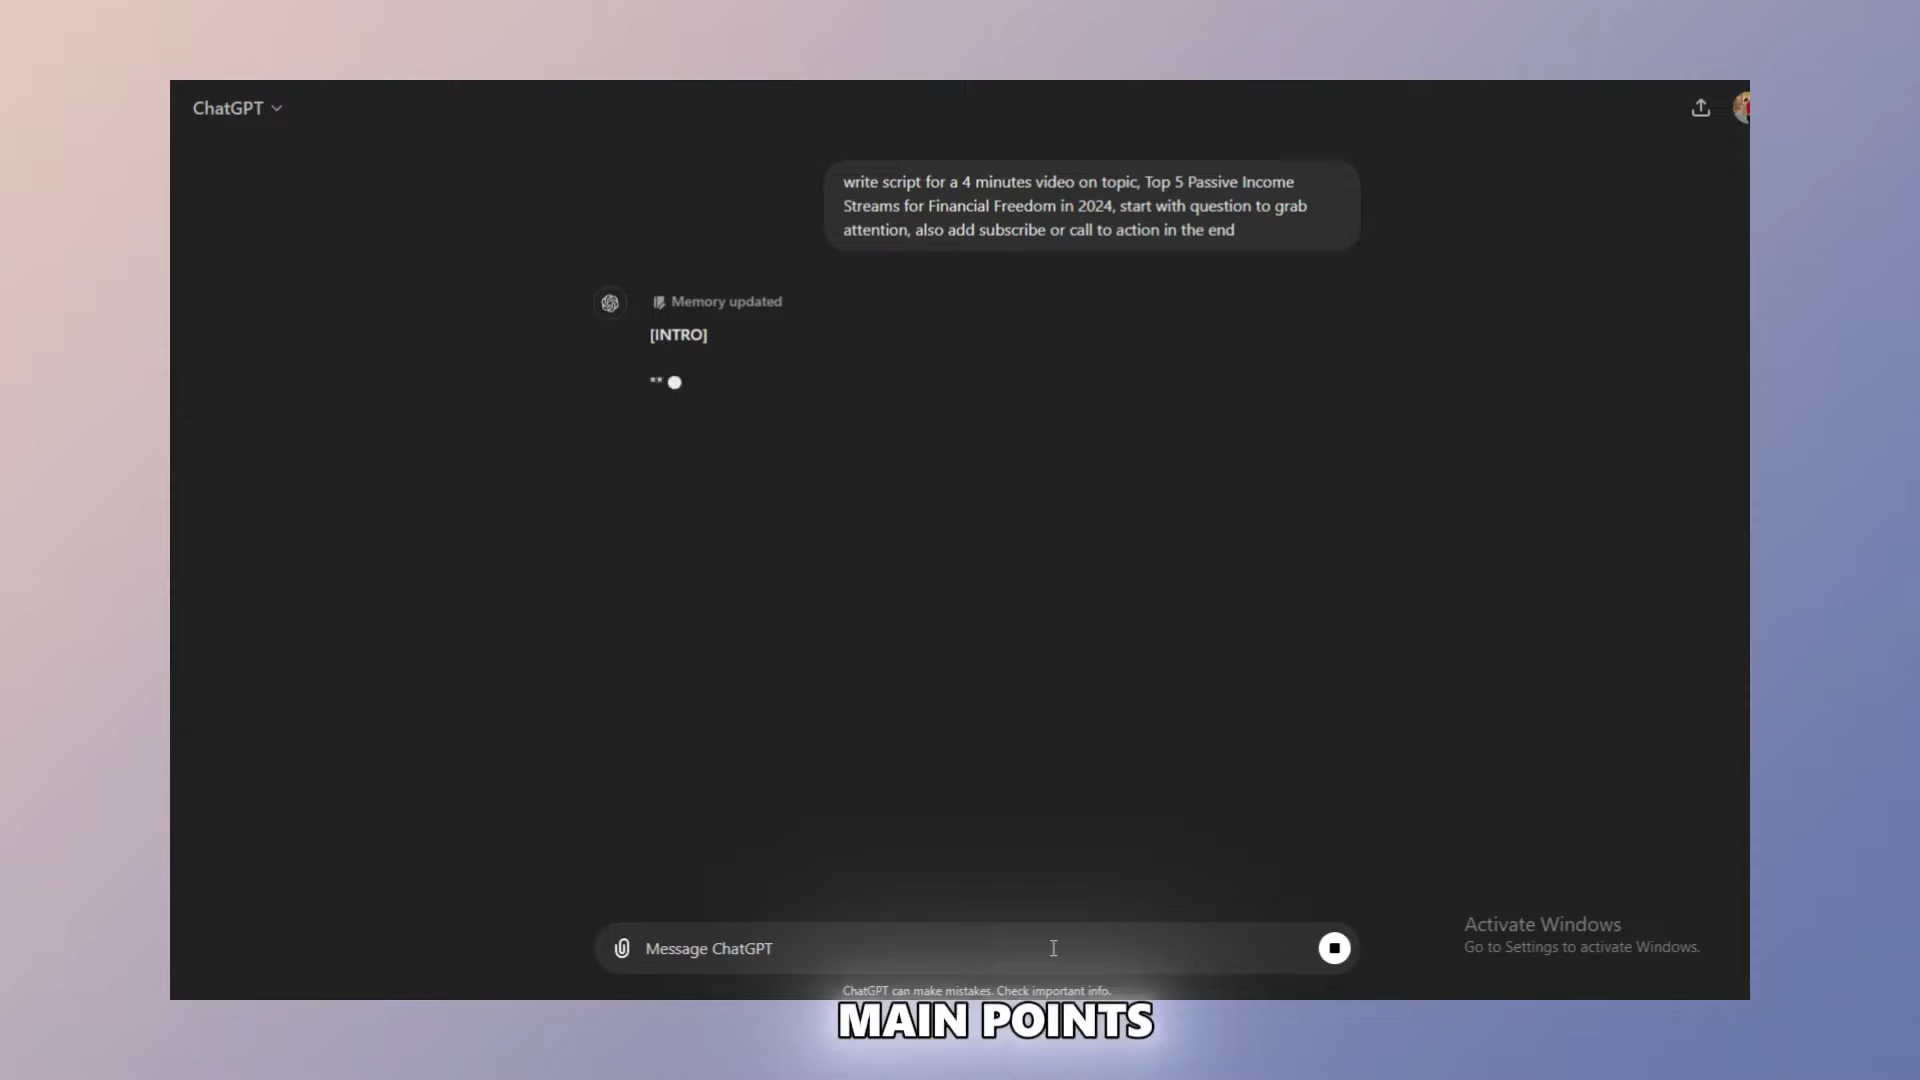 ChatGPT
write script for a 4 minutes video on topic, Top 5 Passive Income
Streams for Financial Freedom in 2024, start with question to grab
attention, also add subscribe or call to action in the end
Memory updated
[INTRO]
**
Message ChatGPT
Activate Windows
Go to Settings to activate Windows.
ChatGPT can make mistakes. Check important info.
MAIN POINTS